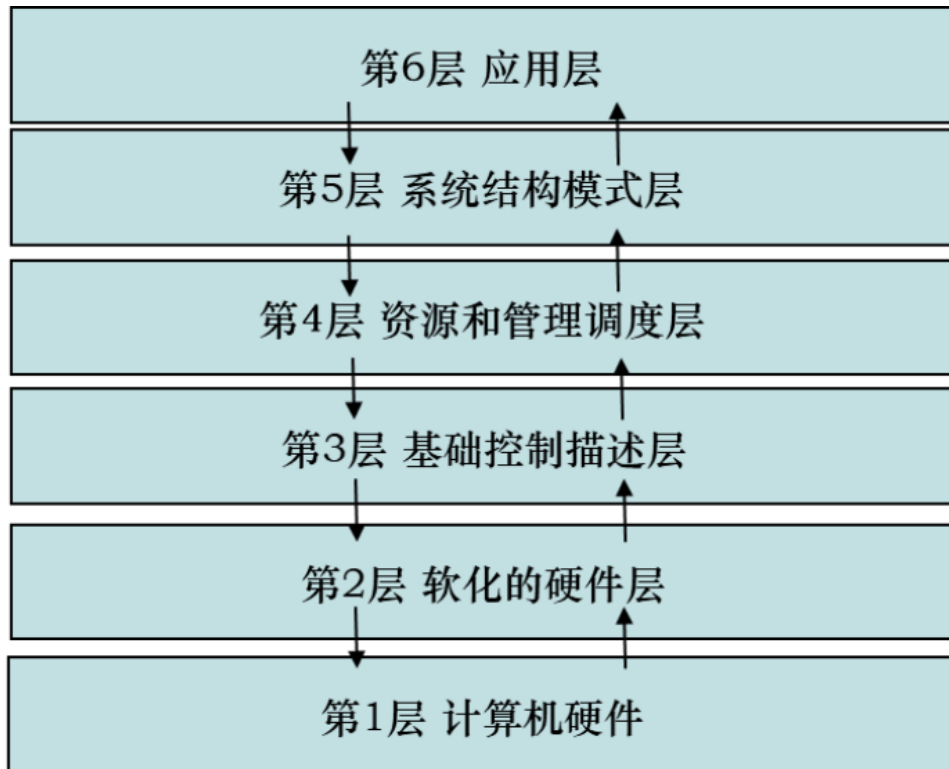 第6层 应用层
第5层 系统结构模式层
第4层 资源和管理调度层
第3层 基础控制描述层
第2层 软化的硬件层
第1层 计算机硬件